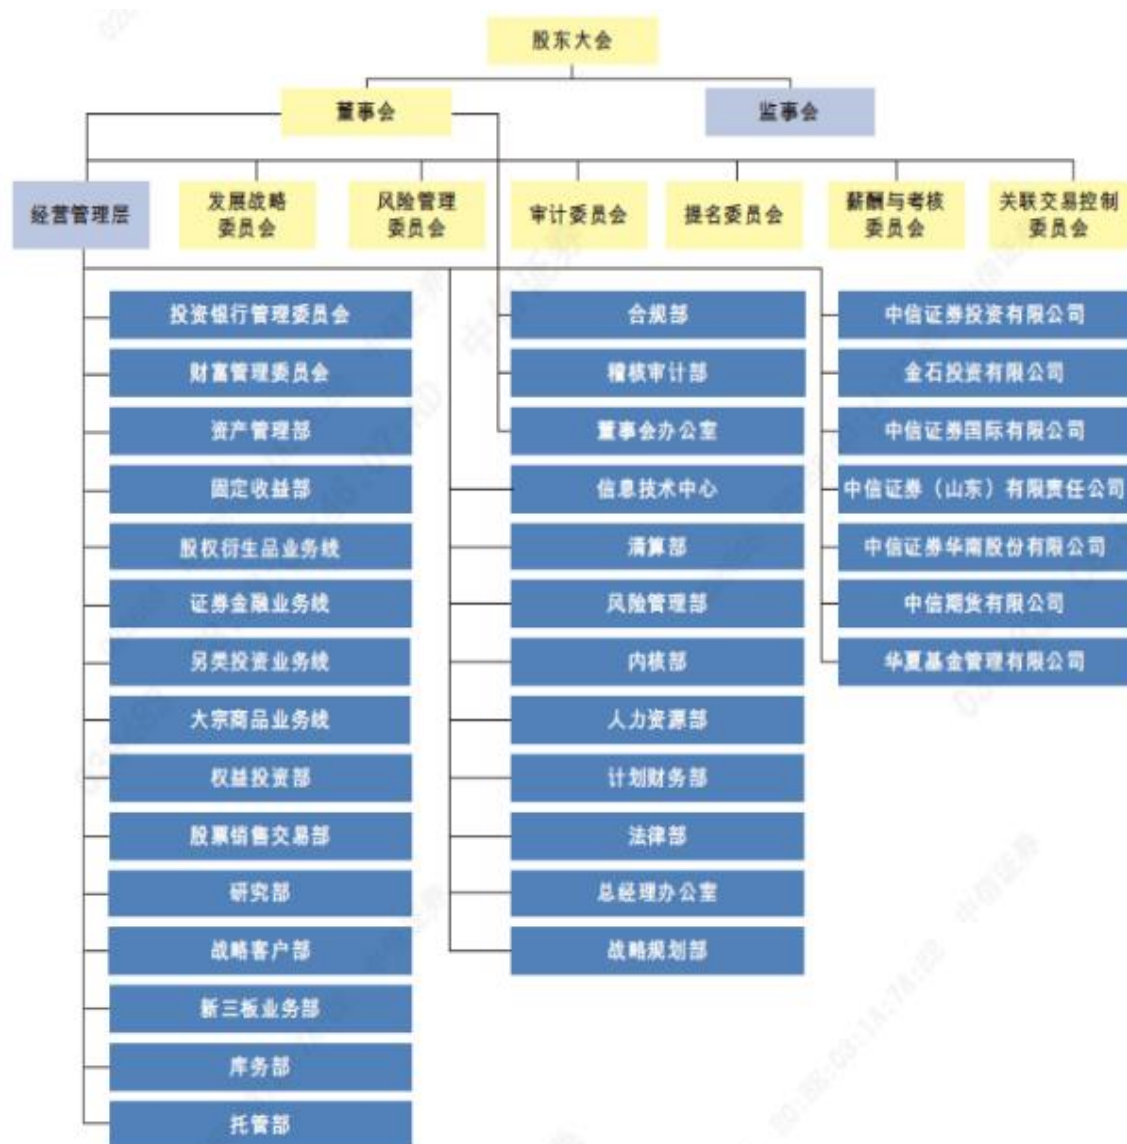 股东大会
董事会
监事会
经营管理层
发展战略
委员会
风险管理
委员会
审计委员会
提名委员会
薪酬与考核
委员会
关联交易控制
委员会
投资银行管理委员会
财富管理委员会
资产管理部
固定收益部
股权衍生品业务线
证券金融业务线
另类投资业务线
大宗商品业务线
权益投资部
股票销售交易部
研究部
战略客户部
新三板业务部
库务部
托管部
合规部
稽核审计部
董事会办公室
信息技术中心
清算部
风险管理部
内核部
人力资源部
计划财务部
法律部
总经理办公室
战略规划部
中信证券投资有限公司
金石投资有限公司
中信证券国际有限公司
中信证券（山东）有限责任公司
中信证券华南股份有限公司
中信期货有限公司
华夏基金管理有限公司
中信证券